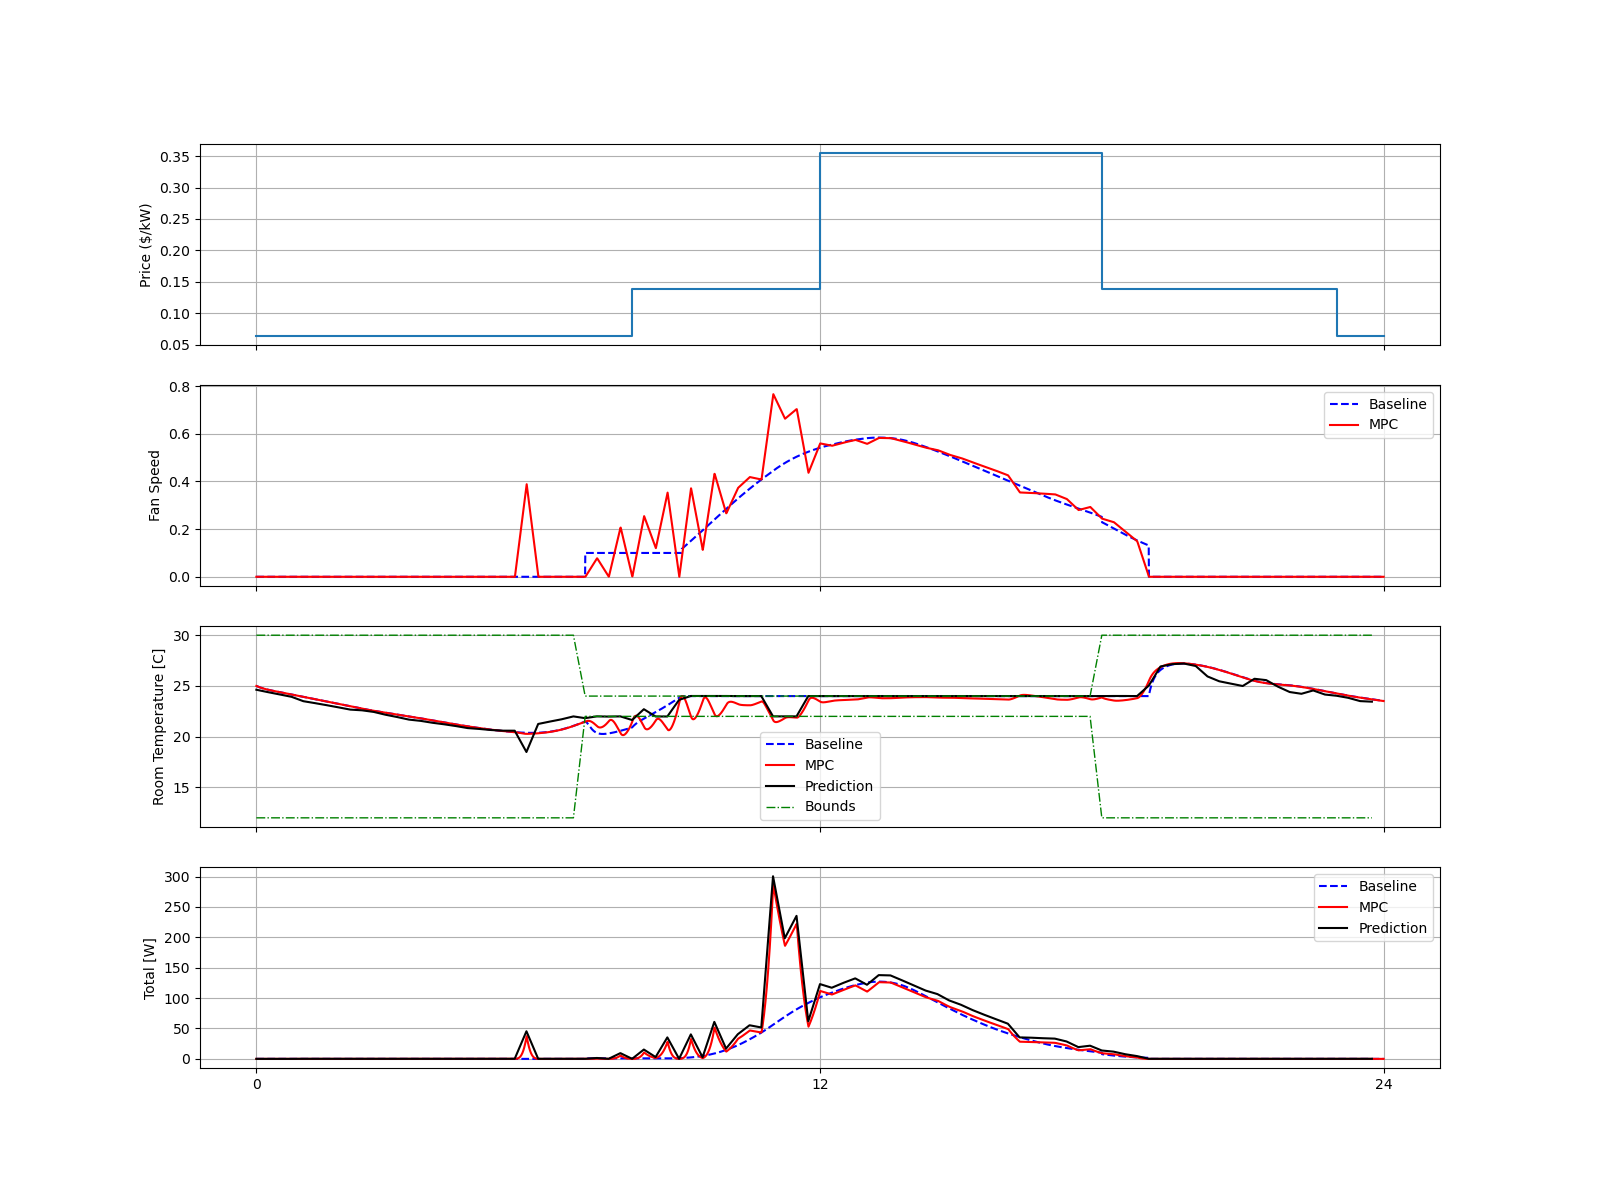 0.35
0.30
0.25
0.20
0.15
0.10
0.05
Price ($/kW)
0.8
0.6
0.4
0.2
0.0
Fan Speed
Baseline
MPC
30
25
20
15
Room Temperature [C]
Baseline
MPC
Prediction
Bounds
300
250
200
150
100
50
0
Total [W]
Baseline
MPC
Prediction
0 12 24